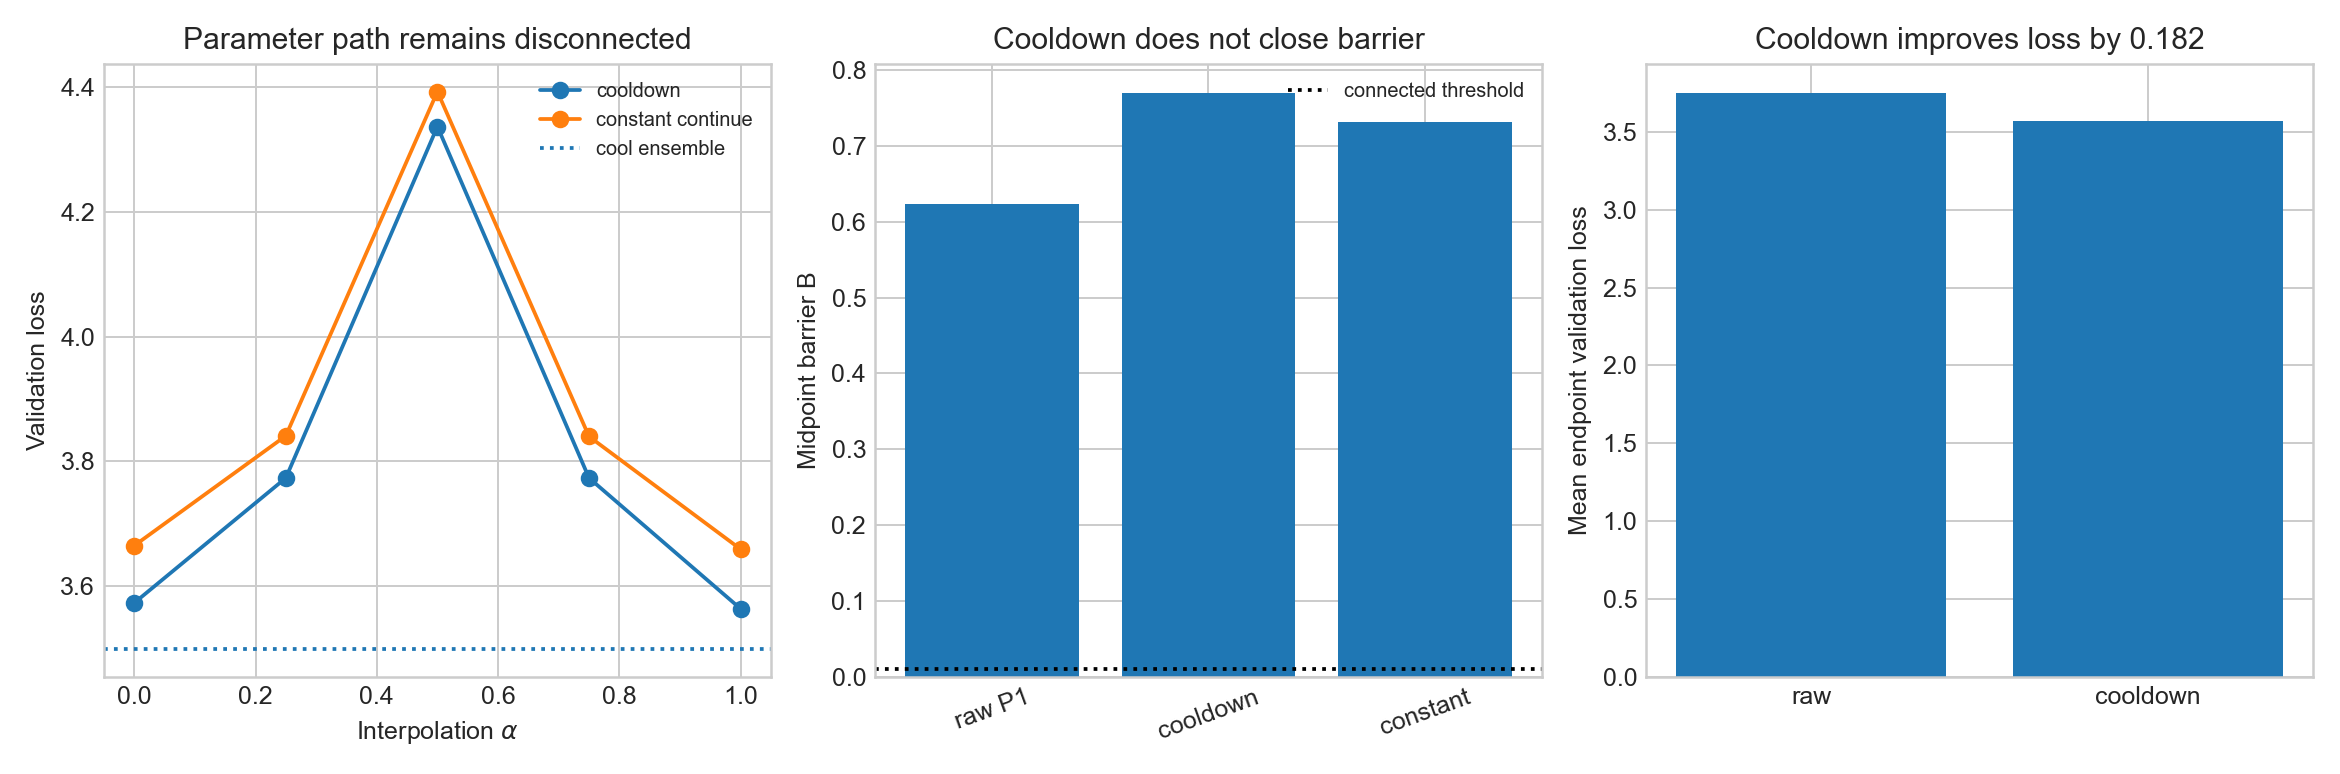 Parameter path remains disconnected
Validation loss
4.4
4.2
4.0
3.8
3.6
0.0
0.2
0.4
0.6
0.8
1.0
Interpolation α
cooldown
constant continue
cool ensemble
Cooldown does not close barrier
Midpoint barrier B
0.8
0.7
0.6
0.5
0.4
0.3
0.2
0.1
0.0
raw P1
cooldown
constant
connected threshold
Cooldown improves loss by 0.182
Mean endpoint validation loss
3.5
3.0
2.5
2.0
1.5
1.0
0.5
0.0
raw
cooldown